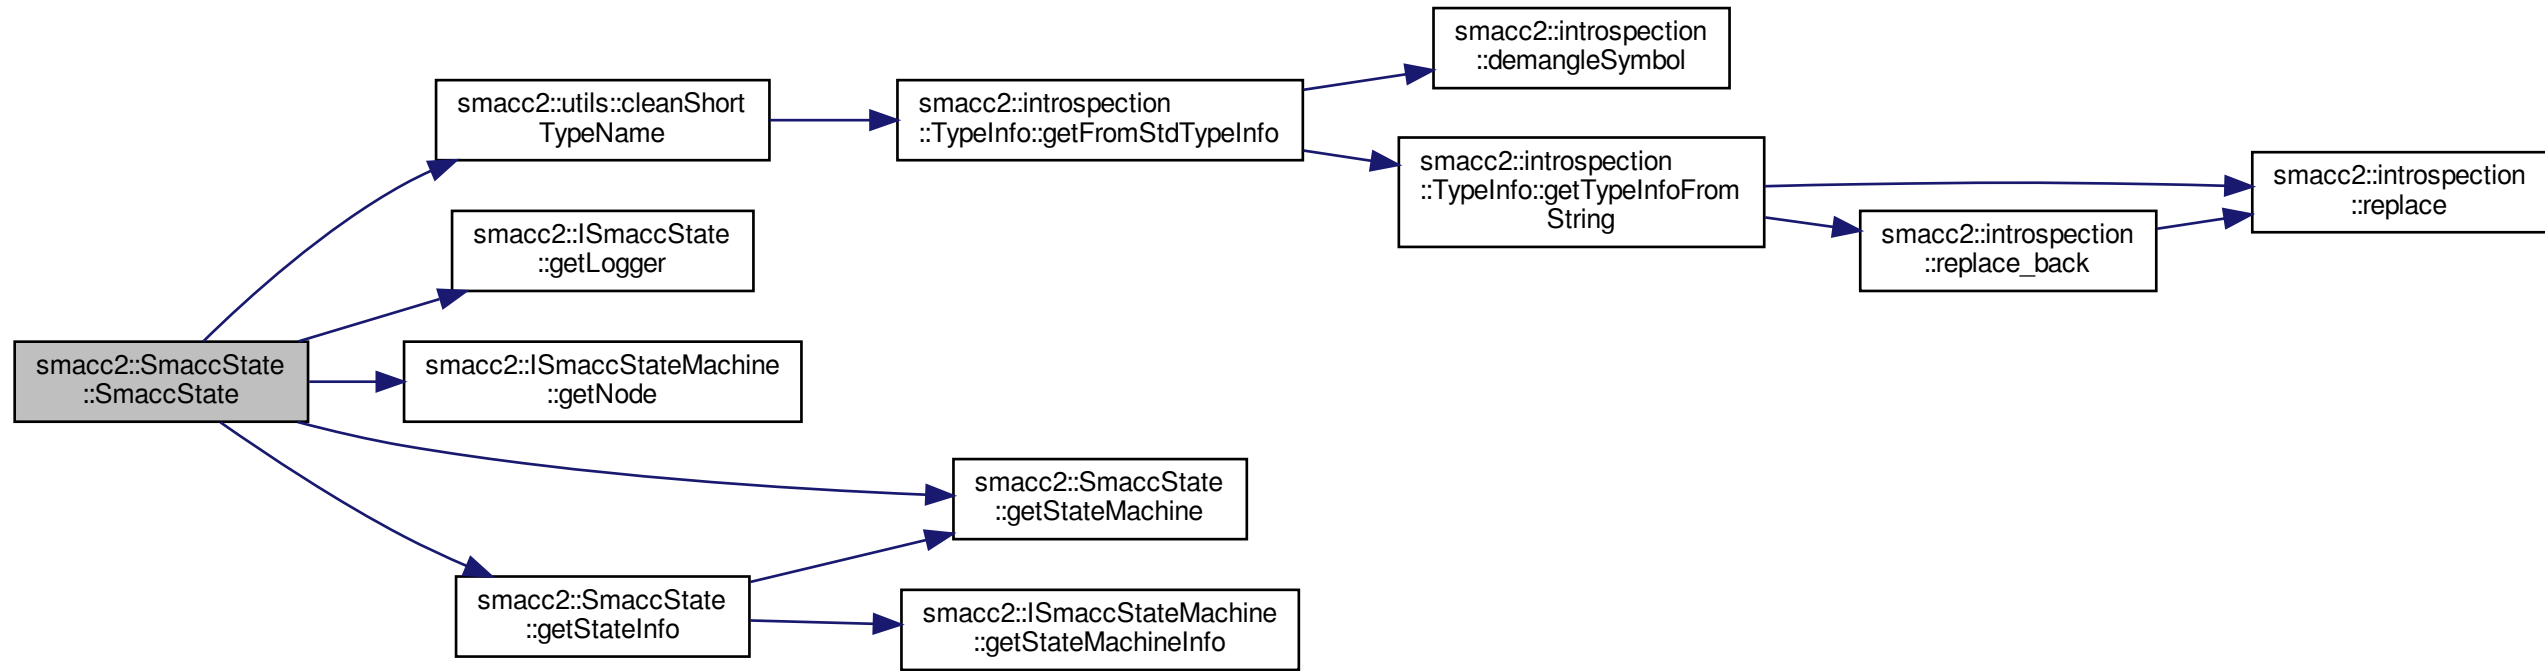 smacc2::SmaccState
::SmaccState
smacc2::utils::cleanShort
TypeName
smacc2::introspection
::TypeInfo::getFromStdTypeInfo
smacc2::introspection
::demangleSymbol
smacc2::introspection
::TypeInfo::getTypeInfoFrom
String
smacc2::introspection
::replace
smacc2::introspection
::replace_back
smacc2::ISmaccState
::getLogger
smacc2::ISmaccStateMachine
::getNode
smacc2::SmaccState
::getStateMachine
smacc2::SmaccState
::getStateInfo
smacc2::ISmaccStateMachine
::getStateMachineInfo